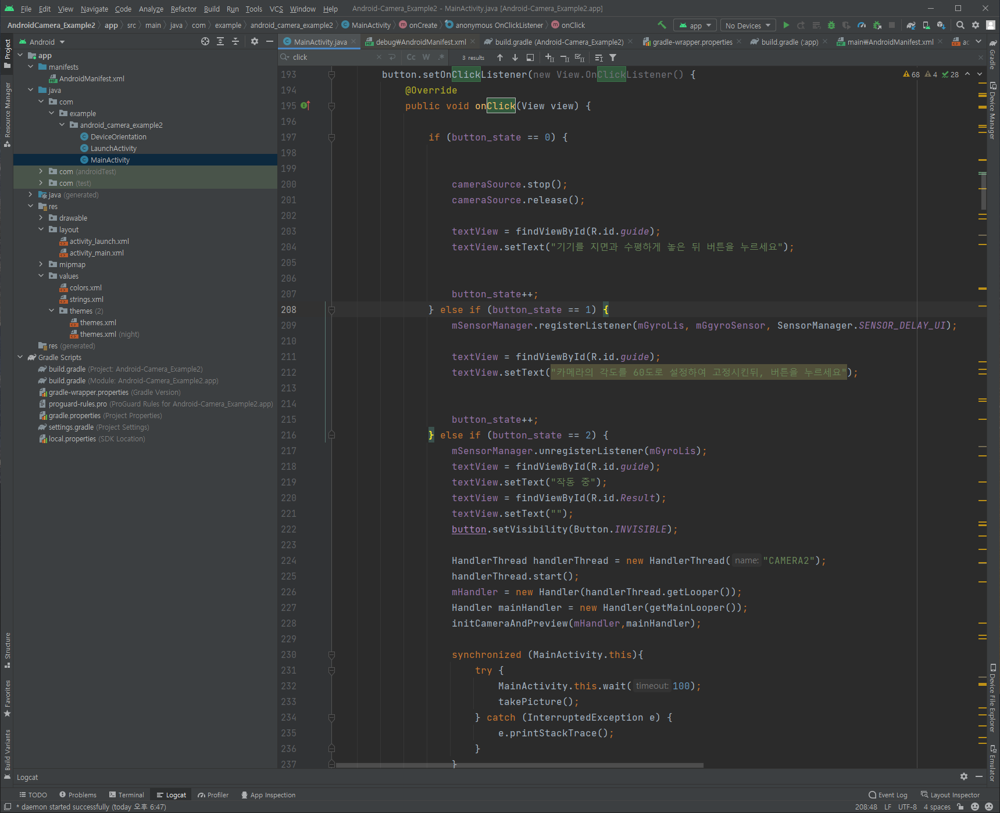 File Edit View Navigate Code Analyze Refactor Build Run Tools VCS Window Help Android-Camera_Example2 - MainActivity.java [Android-Camera_Example2.app]
AndroidCamera_Example2 app src main java com example android_camera_example2 MainActivity onCreate anonymous OnClickListener onClick app No Devices
Android
MainActivity.java debug₩AndroidManifest.xml build.gradle (Android-Camera_Example2) gradle-wrapper.properties build.gradle (:app) main₩AndroidManifest.xml ac
click Cc W .* 3 results
Project
Resource Manager
Structure
Favorites
Build Variants
app
manifests
AndroidManifest.xml
java
com
example
android_camera_example2
DeviceOrientation
LaunchActivity
MainActivity
com (androidTest)
com (test)
java (generated)
res
drawable
layout
activity_launch.xml
activity_main.xml
mipmap
values
colors.xml
strings.xml
themes (2)
themes.xml
themes.xml (night)
res (generated)
Gradle Scripts
build.gradle (Project: Android-Camera_Example2)
build.gradle (Module: Android-Camera_Example2.app)
gradle-wrapper.properties (Gradle Version)
proguard-rules.pro (ProGuard Rules for Android-Camera_Example2.app)
gradle.properties (Project Properties)
settings.gradle (Project Settings)
local.properties (SDK Location)
68 4 28
193 button.setOnClickListener(new View.OnClickListener() {
194 @Override
195 public void onClick(View view) {
196
197 if (button_state == 0) {
198
199
200 cameraSource.stop();
201 cameraSource.release();
202
203 textView = findViewById(R.id.guide);
204 textView.setText("기기를 지면과 수평하게 놓은 뒤 버튼을 누르세요");
205
206
207 button_state++;
208 } else if (button_state == 1) {
209 mSensorManager.registerListener(mGyroLis, mGgyroSensor, SensorManager.SENSOR_DELAY_UI);
210
211 textView = findViewById(R.id.guide);
212 textView.setText("카메라의 각도를 60도로 설정하여 고정시킨뒤, 버튼을 누르세요");
213
214
215 button_state++;
216 } else if (button_state == 2) {
217 mSensorManager.unregisterListener(mGyroLis);
218 textView = findViewById(R.id.guide);
219 textView.setText("작동 중");
220 textView = findViewById(R.id.Result);
221 textView.setText("");
222 button.setVisibility(Button.INVISIBLE);
223
224 HandlerThread handlerThread = new HandlerThread( name: "CAMERA2");
225 handlerThread.start();
226 mHandler = new Handler(handlerThread.getLooper());
227 Handler mainHandler = new Handler(getMainLooper());
228 initCameraAndPreview(mHandler,mainHandler);
229
230 synchronized (MainActivity.this){
231 try {
232 MainActivity.this.wait( timeout: 100);
233 takePicture();
234 } catch (InterruptedException e) {
235 e.printStackTrace();
236 }
237 }
Gradle
Device Manager
Device File Explorer
Emulator
Logcat
TODO Problems Terminal Logcat Profiler App Inspection Event Log Layout Inspector
* daemon started successfully (today 오후 6:47) 208:48 LF UTF-8 4 spaces